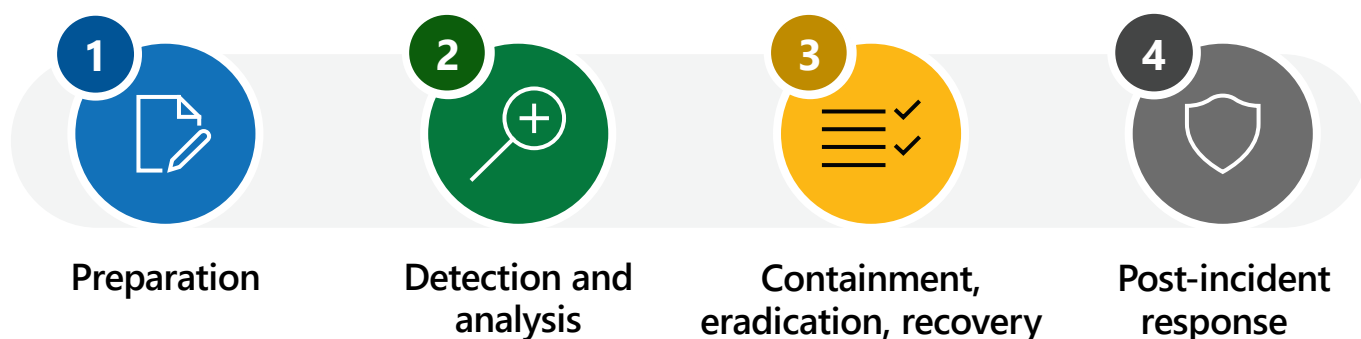 1
2
3
4
Preparation
Detection and
analysis
Containment,
eradication, recovery
Post-incident
response